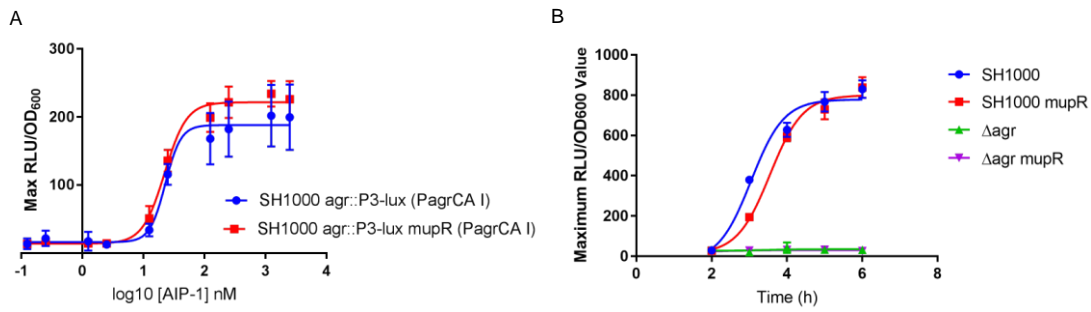 A
Max RLU/OD600
300
200
100
-1
0
1
2
3
4
log10 [AIP-1] nM
SH1000 agr::P3-lux (PagrCA I)
SH1000 agr::P3-lux mupR (PagrCA I)
B
Maximum RLU/OD600 Value
1000
800
600
400
200
0
0
2
4
6
8
Time (h)
SH1000
SH1000 mupR
Δagr
Δagr mupR